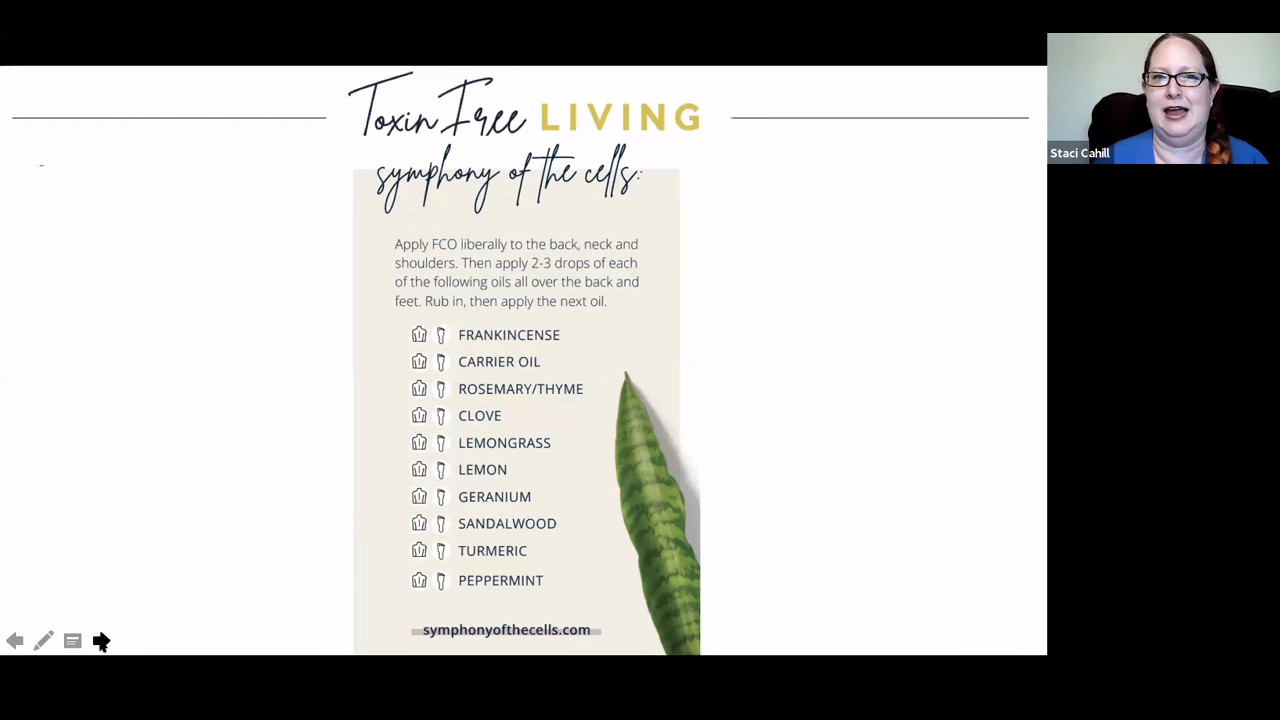 Toxin Free LIVING
symphony of the cells:
Apply FCO liberally to the back, neck and
shoulders. Then apply 2-3 drops of each
of the following oils all over the back and
feet. Rub in, then apply the next oil.
FRANKINCENSE
CARRIER OIL
ROSEMARY/THYME
CLOVE
LEMONGRASS
LEMON
GERANIUM
SANDALWOOD
TURMERIC
PEPPERMINT
symphonyofthecells.com
Staci Cahill